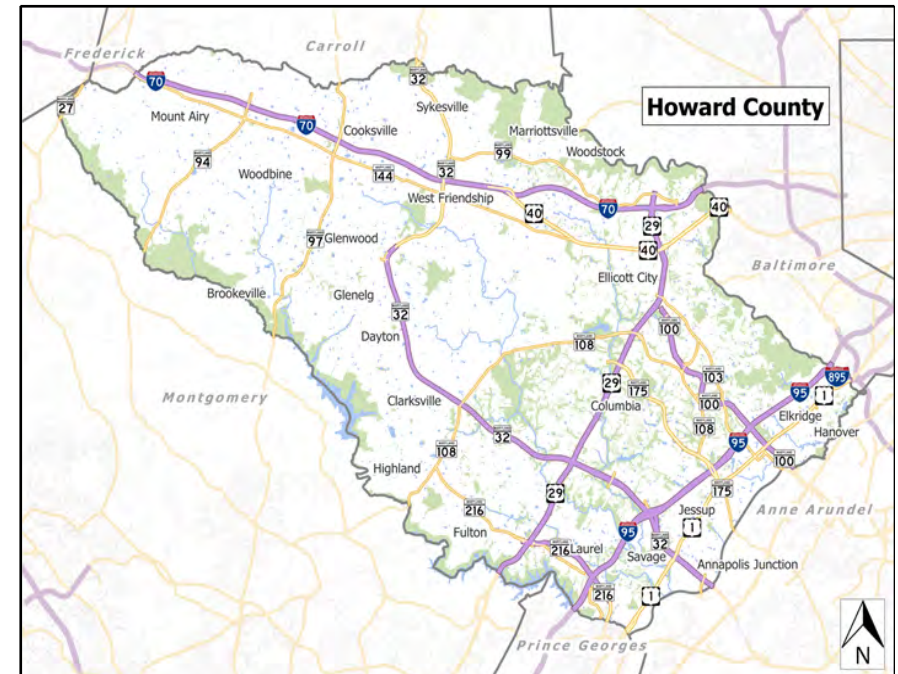 Frederick
Carroll
Howard County
70
32
27
Mount Airy
Sykesville
70
Cooksville
Marriottsville
94
99
Woodstock
32
144
Woodbine
West Friendship
40
70
40
29
97
Glenwood
40
Baltimore
Ellicott City
Brookeville
Glenelg
32
100
Dayton
108
103
895
95
29
175
1
Montgomery
Clarksville
Columbia
100
Elkridge
108
Hanover
32
95
108
100
Highland
175
29
216
Jessup
Anne Arundel
Fulton
1
95
216
Laurel
32
Savage
Annapolis Junction
216
1
Prince Georges
N